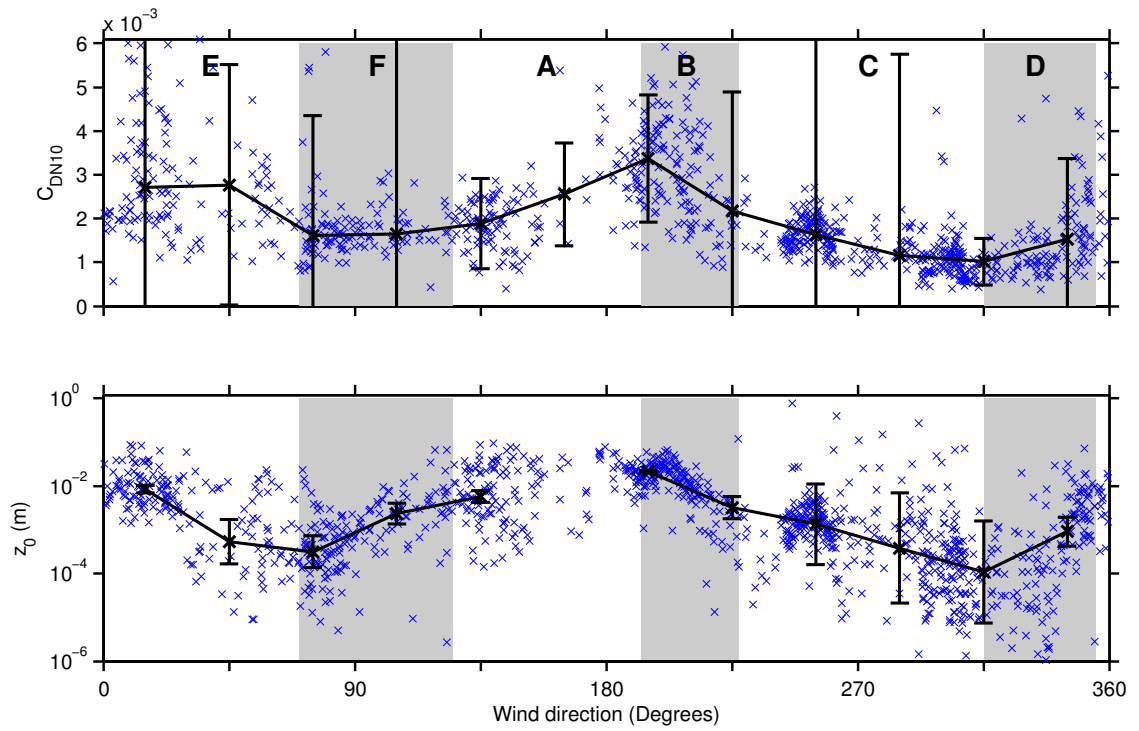 x 10⁻³
6
5
4
3
2
1
0
C_DN10
E F A B C D
10⁰
10⁻²
10⁻⁴
10⁻⁶
z₀ (m)
0 90 180 270 360
Wind direction (Degrees)